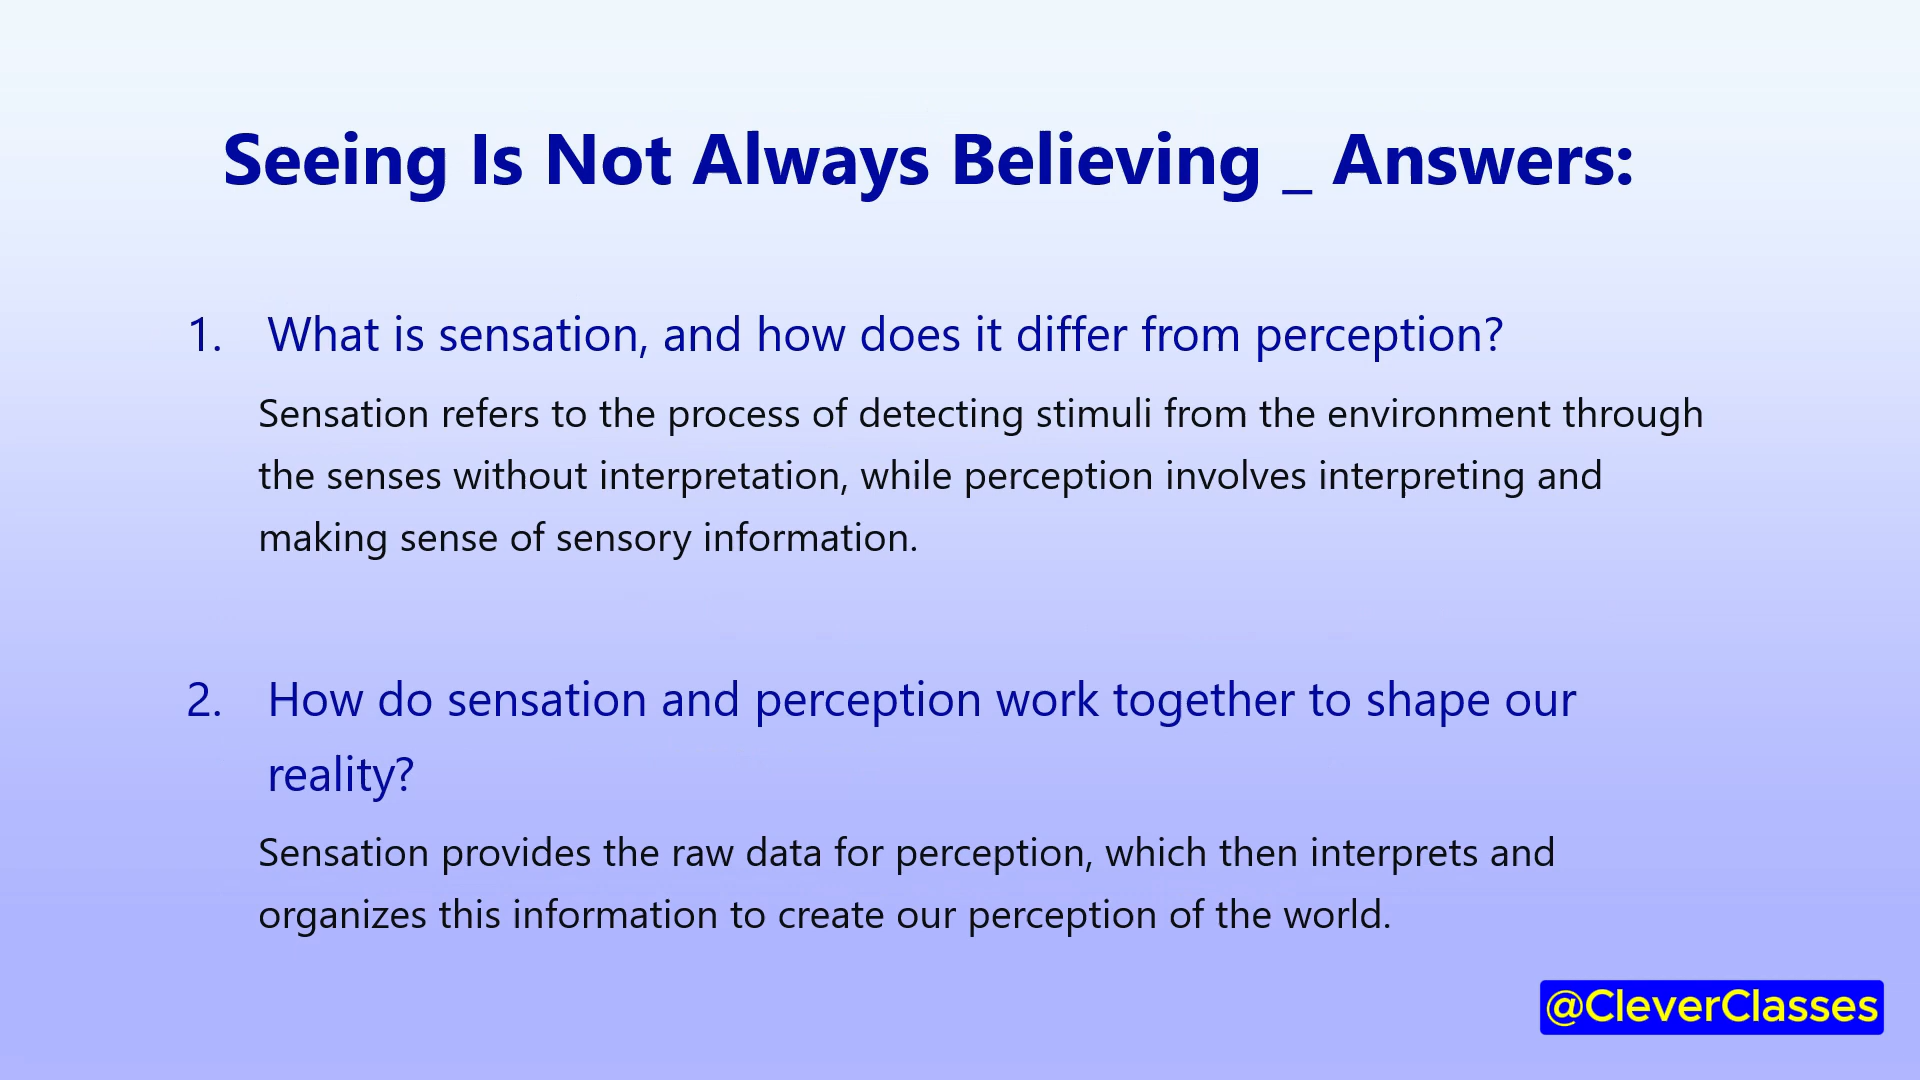 Seeing Is Not Always Believing _ Answers:
1. What is sensation, and how does it differ from perception?
Sensation refers to the process of detecting stimuli from the environment through
the senses without interpretation, while perception involves interpreting and
making sense of sensory information.
2. How do sensation and perception work together to shape our
reality?
Sensation provides the raw data for perception, which then interprets and
organizes this information to create our perception of the world.
@CleverClasses